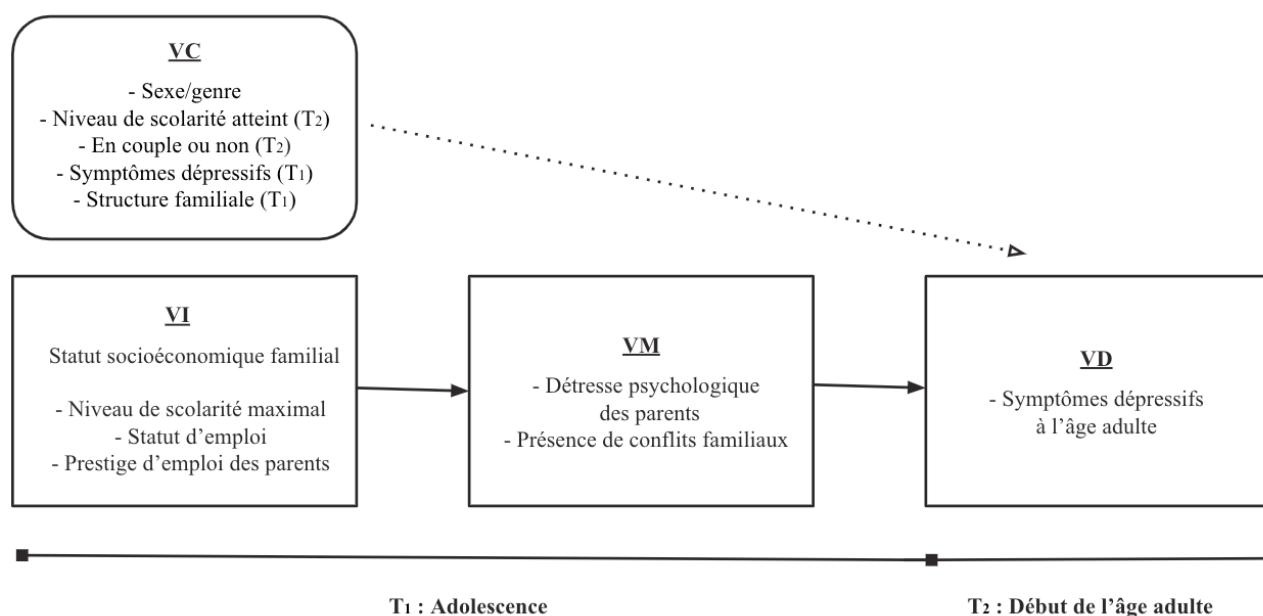 VC
- Sexe/genre
- Niveau de scolarité atteint (T2)
- En couple ou non (T2)
- Symptômes dépressifs (T1)
- Structure familiale (T1)
VI
Statut socioéconomique familial
- Niveau de scolarité maximal
- Statut d’emploi
- Prestige d’emploi des parents
VM
- Détresse psychologique
des parents
- Présence de conflits familiaux
VD
- Symptômes dépressifs
à l’âge adulte
T1 : Adolescence
T2 : Début de l’âge adulte